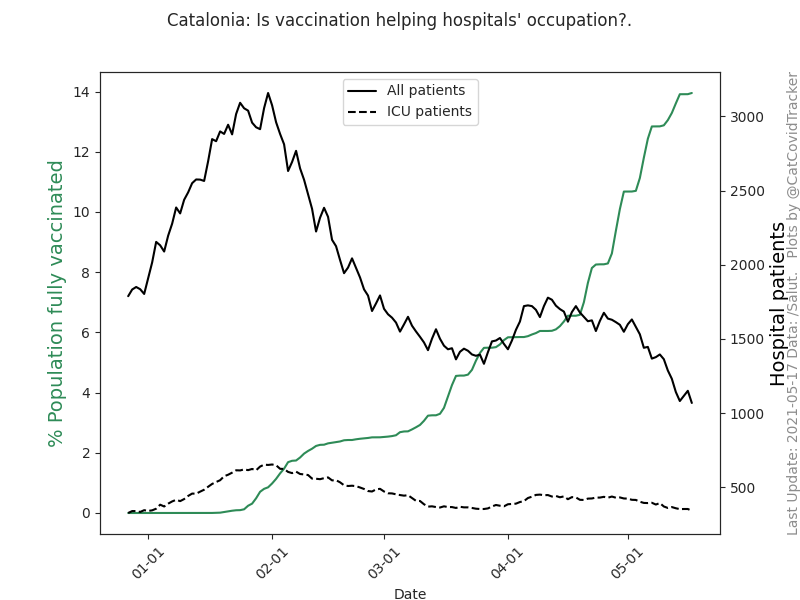 Catalonia: Is vaccination helping hospitals' occupation?.
All patients
ICU patients
% Population fully vaccinated
14
12
10
8
6
4
2
0
3000
2500
2000
1500
1000
500
Hospital patients
Last Update: 2021-05-17 Data: /Salut.   Plots by @CatCovidTracker
01-01
02-01
03-01
04-01
05-01
Date